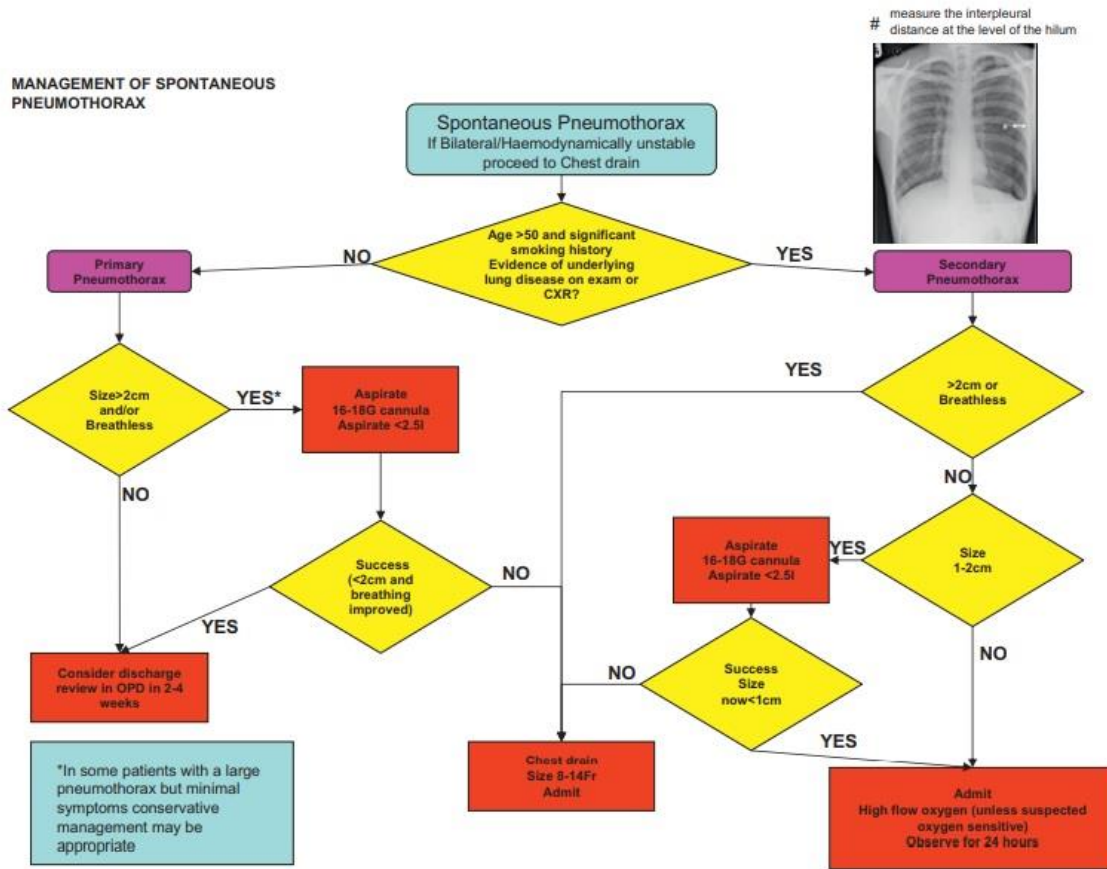 # measure the interpleural
distance at the level of the hilum
MANAGEMENT OF SPONTANEOUS
PNEUMOTHORAX
Spontaneous Pneumothorax
If Bilateral/Haemodynamically unstable
proceed to Chest drain
Age >50 and significant
smoking history
Evidence of underlying
lung disease on exam or
CXR?
NO
YES
Primary
Pneumothorax
Secondary
Pneumothorax
Size>2cm
and/or
Breathless
YES*
Aspirate
16-18G cannula
Aspirate <2.5l
YES
>2cm or
Breathless
NO
NO
Success
(<2cm and
breathing
improved)
NO
YES
Aspirate
16-18G cannula
Aspirate <2.5l
YES
Size
1-2cm
NO
Consider discharge
review in OPD in 2-4
weeks
NO
Success
Size
now<1cm
YES
Chest drain
Size 8-14Fr
Admit
Admit
High flow oxygen (unless suspected
oxygen sensitive)
Observe for 24 hours
*In some patients with a large
pneumothorax but minimal
symptoms conservative
management may be
appropriate